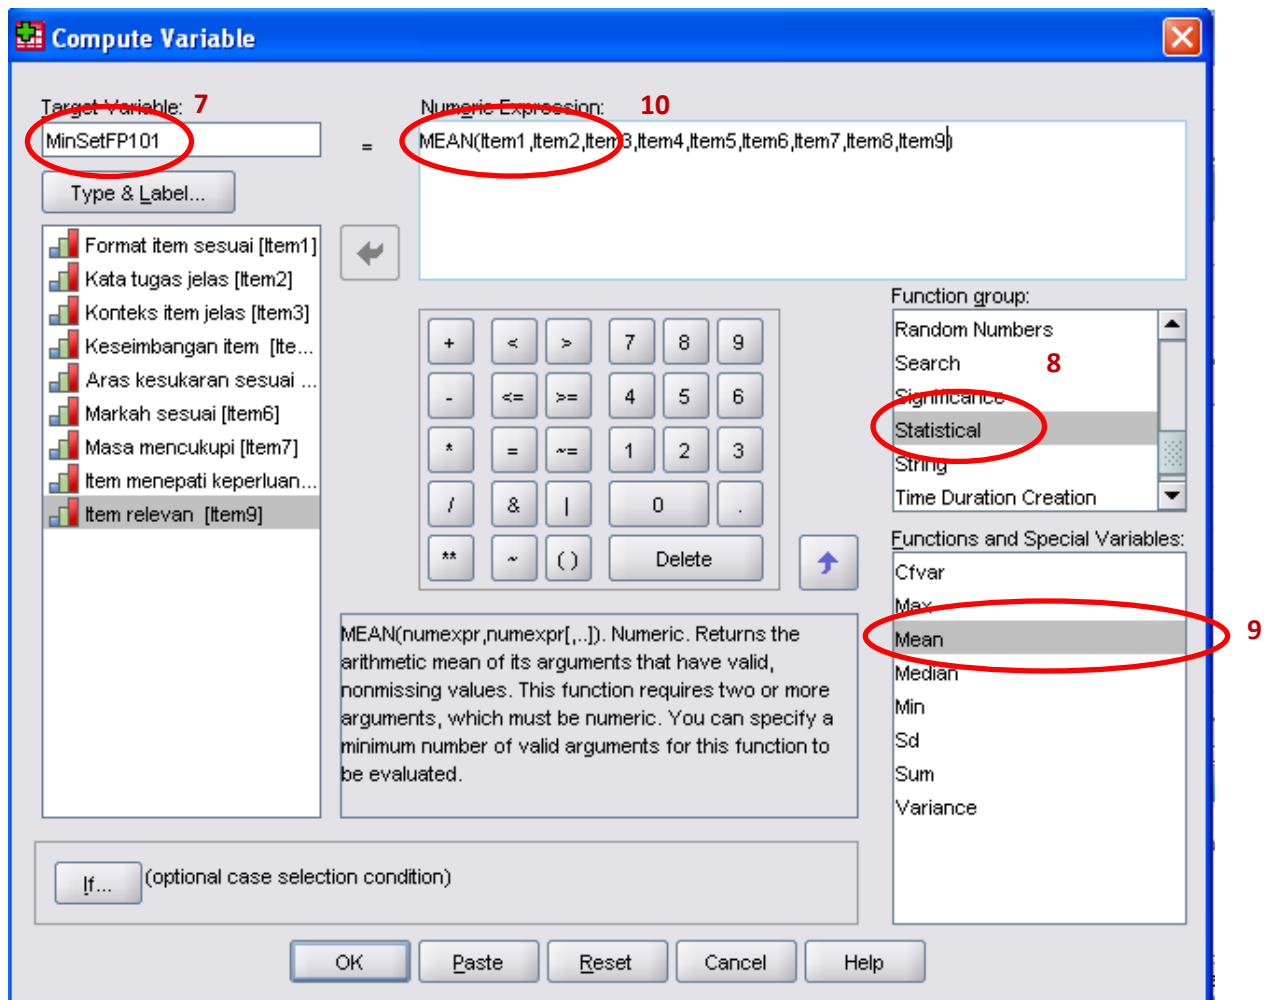 Compute Variable
Target Variable: 7
MinSetFP101
Type & Label...
=
Numeric Expression: 10
MEAN(Item1,Item2,Item3,Item4,Item5,Item6,Item7,Item8,Item9)
Format item sesuai [Item1]
Kata tugas jelas [Item2]
Konteks item jelas [Item3]
Keseimbangan item [Ite...
Aras kesukaran sesuai ...
Markah sesuai [Item6]
Masa mencukupi [Item7]
Item menepati keperluan...
Item relevan [Item9]
+ < > 7 8 9
- <= >= 4 5 6
* = ~= 1 2 3
/ & | 0 .
** ~ ( ) Delete
Function group:
Random Numbers
Search
8
Significance
Statistical
String
Time Duration Creation
Functions and Special Variables:
Cfvar
Max
Mean
9
Median
Min
Sd
Sum
Variance
MEAN(numexpr,numexpr[,..]). Numeric. Returns the
arithmetic mean of its arguments that have valid,
nonmissing values. This function requires two or more
arguments, which must be numeric. You can specify a
minimum number of valid arguments for this function to
be evaluated.
If... (optional case selection condition)
OK Paste Reset Cancel Help